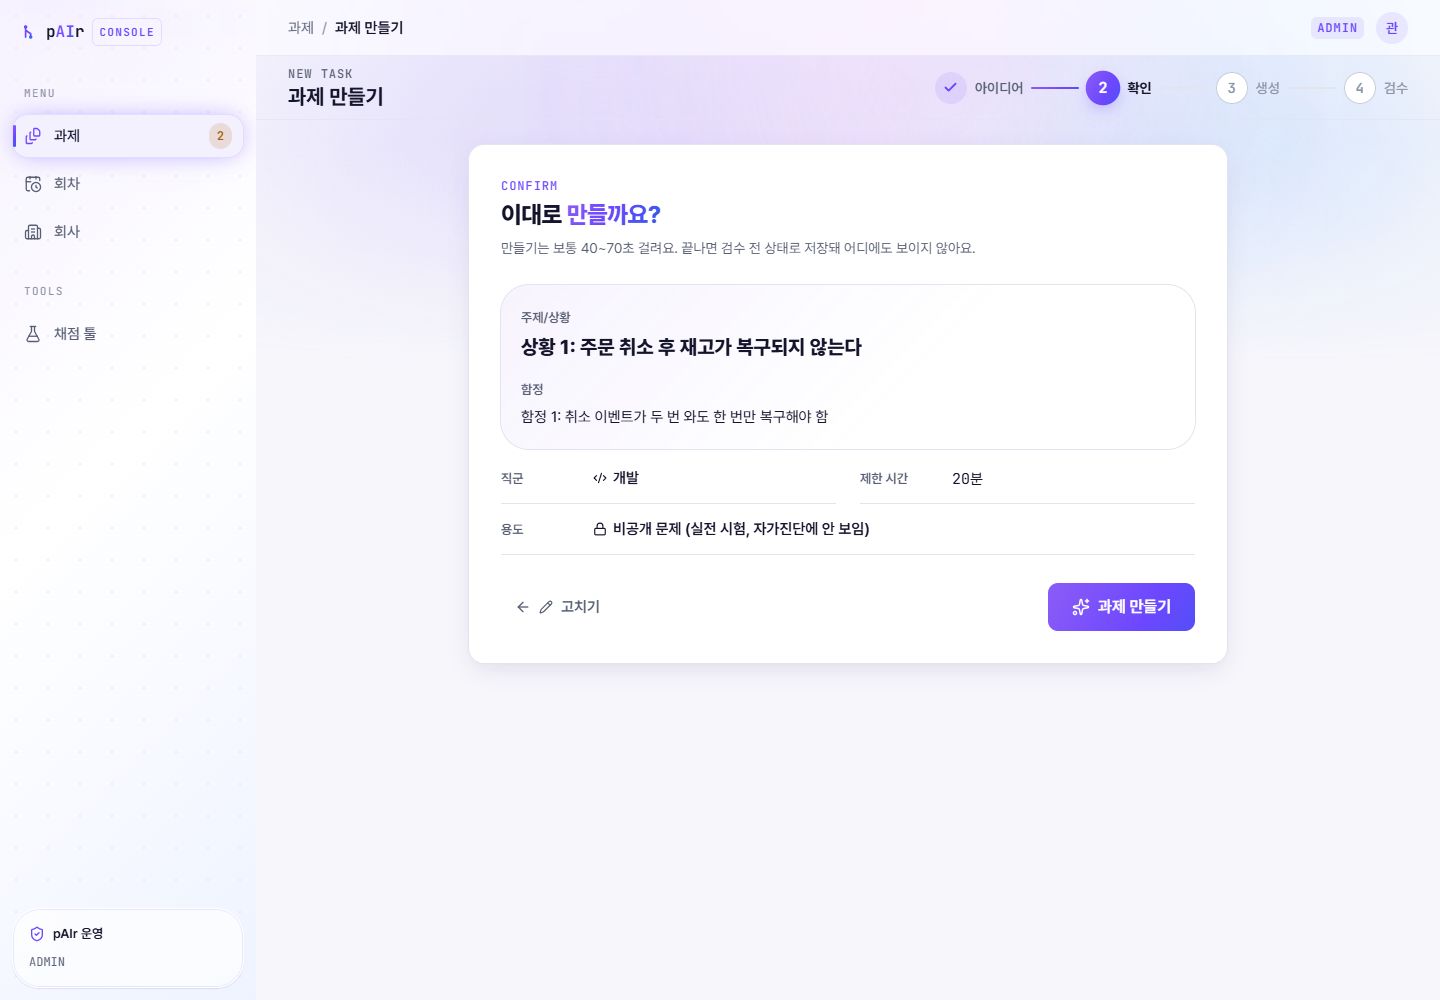 pAIr CONSOLE
과제 / 과제 만들기
ADMIN 관
MENU
과제 2
회차
회사
TOOLS
채점 툴
pAIr 운영
ADMIN
NEW TASK
과제 만들기
아이디어 2 확인 3 생성 4 검수
CONFIRM
이대로 만들까요?
만들기는 보통 40~70초 걸려요. 끝나면 검수 전 상태로 저장돼 어디에도 보이지 않아요.
주제/상황
상황 1: 주문 취소 후 재고가 복구되지 않는다
함정
함정 1: 취소 이벤트가 두 번 와도 한 번만 복구해야 함
직군 개발 제한 시간 20분
용도 비공개 문제 (실전 시험, 자가진단에 안 보임)
고치기 과제 만들기